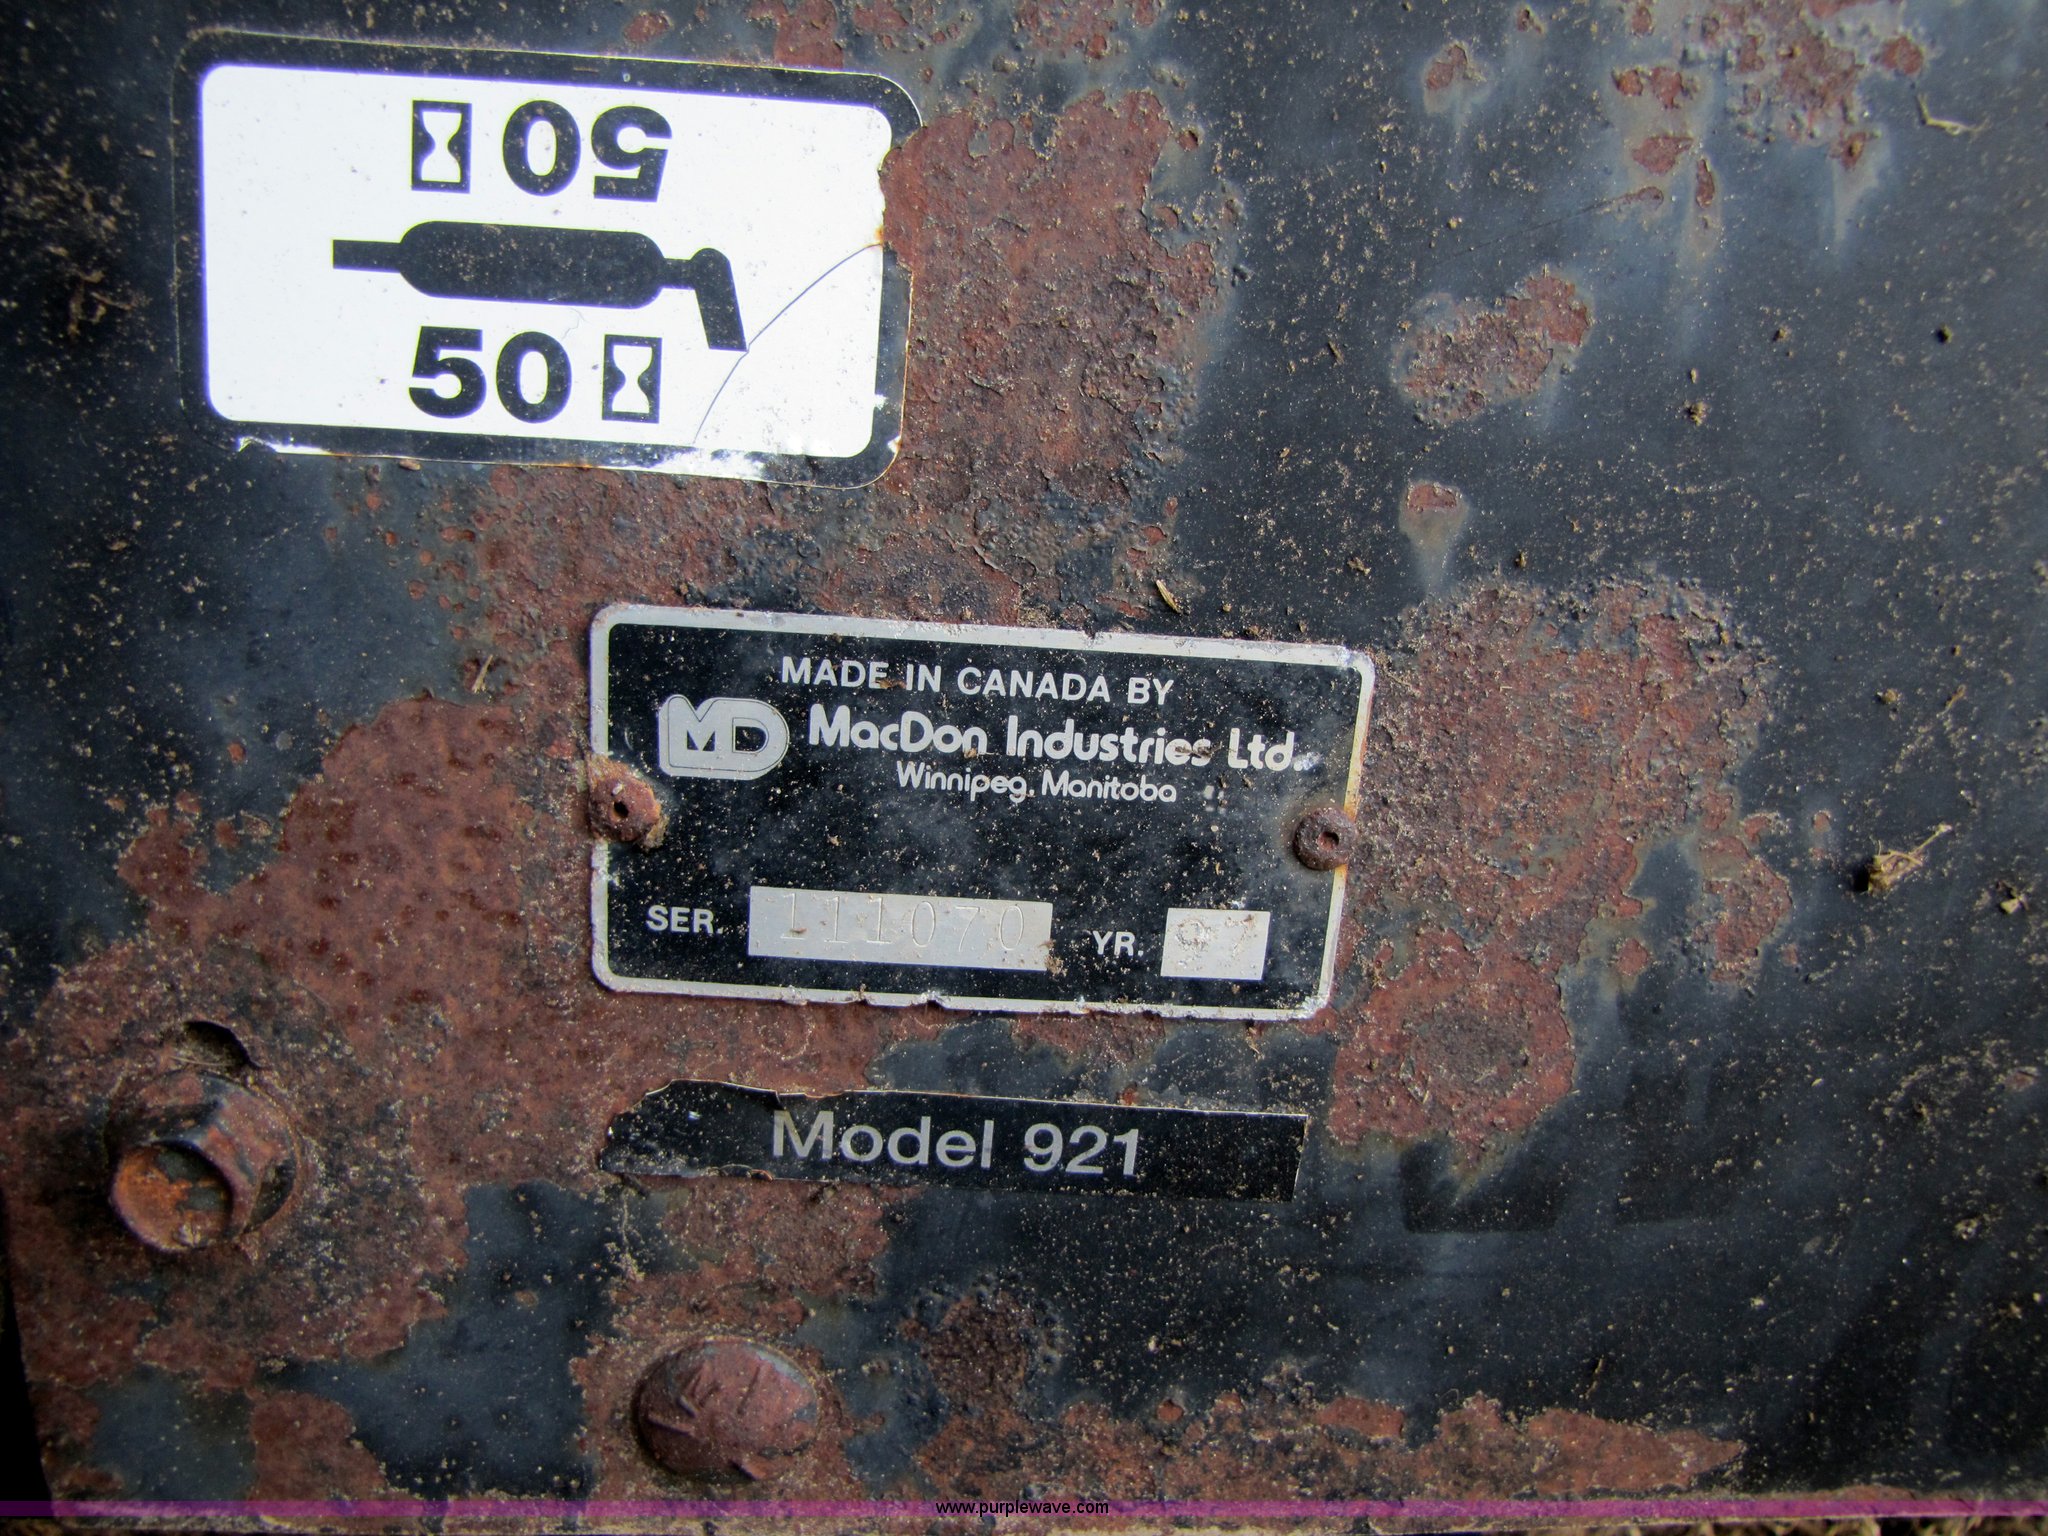 50
50
MADE IN CANADA BY
MD MacDon Industries Ltd.
Winnipeg, Manitoba
SER. 111070 YR. 97
Model 921
www.purplewave.com